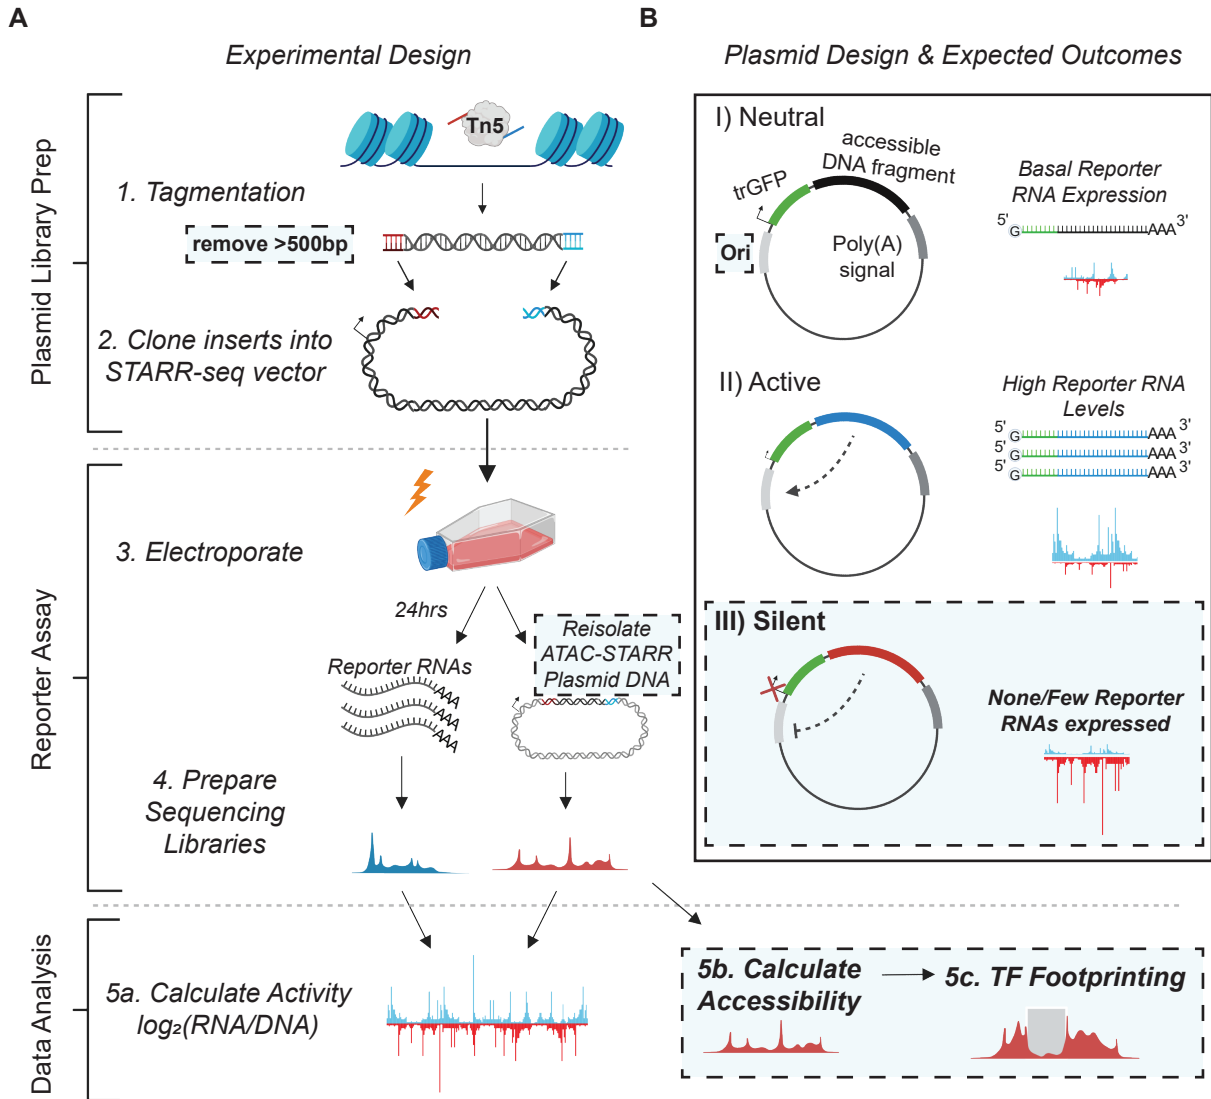 A
Experimental Design
Plasmid Library Prep
Tn5
1. Tagmentation
remove >500bp
2. Clone inserts into
STARR-seq vector
Reporter Assay
3. Electroporate
24hrs
Reporter RNAs
AAA
AAA
AAA
Reisolate
ATAC-STARR
Plasmid DNA
4. Prepare
Sequencing
Libraries
Data Analysis
5a. Calculate Activity
log₂(RNA/DNA)
5b. Calculate
Accessibility
5c. TF Footprinting
B
Plasmid Design & Expected Outcomes
I) Neutral
trGFP
accessible
DNA fragment
Ori
Poly(A)
signal
Basal Reporter
RNA Expression
5' G AAA 3'
II) Active
High Reporter RNA
Levels
5' G AAA 3'
5' G AAA 3'
5' G AAA 3'
III) Silent
None/Few Reporter
RNAs expressed